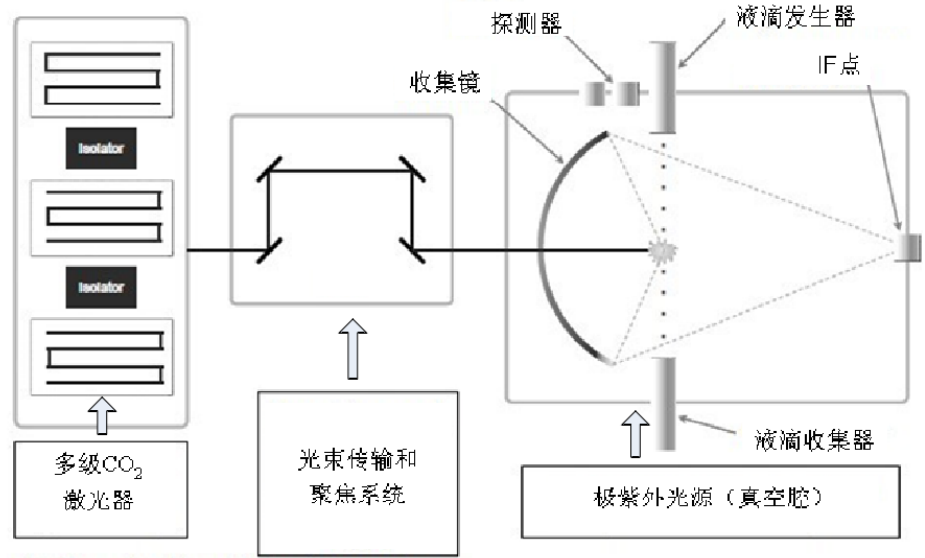 探测器
液滴发生器
收集镜
IF点
Isolator
Isolator
液滴收集器
多级CO₂
激光器
光束传输和
聚焦系统
极紫外光源（真空腔）